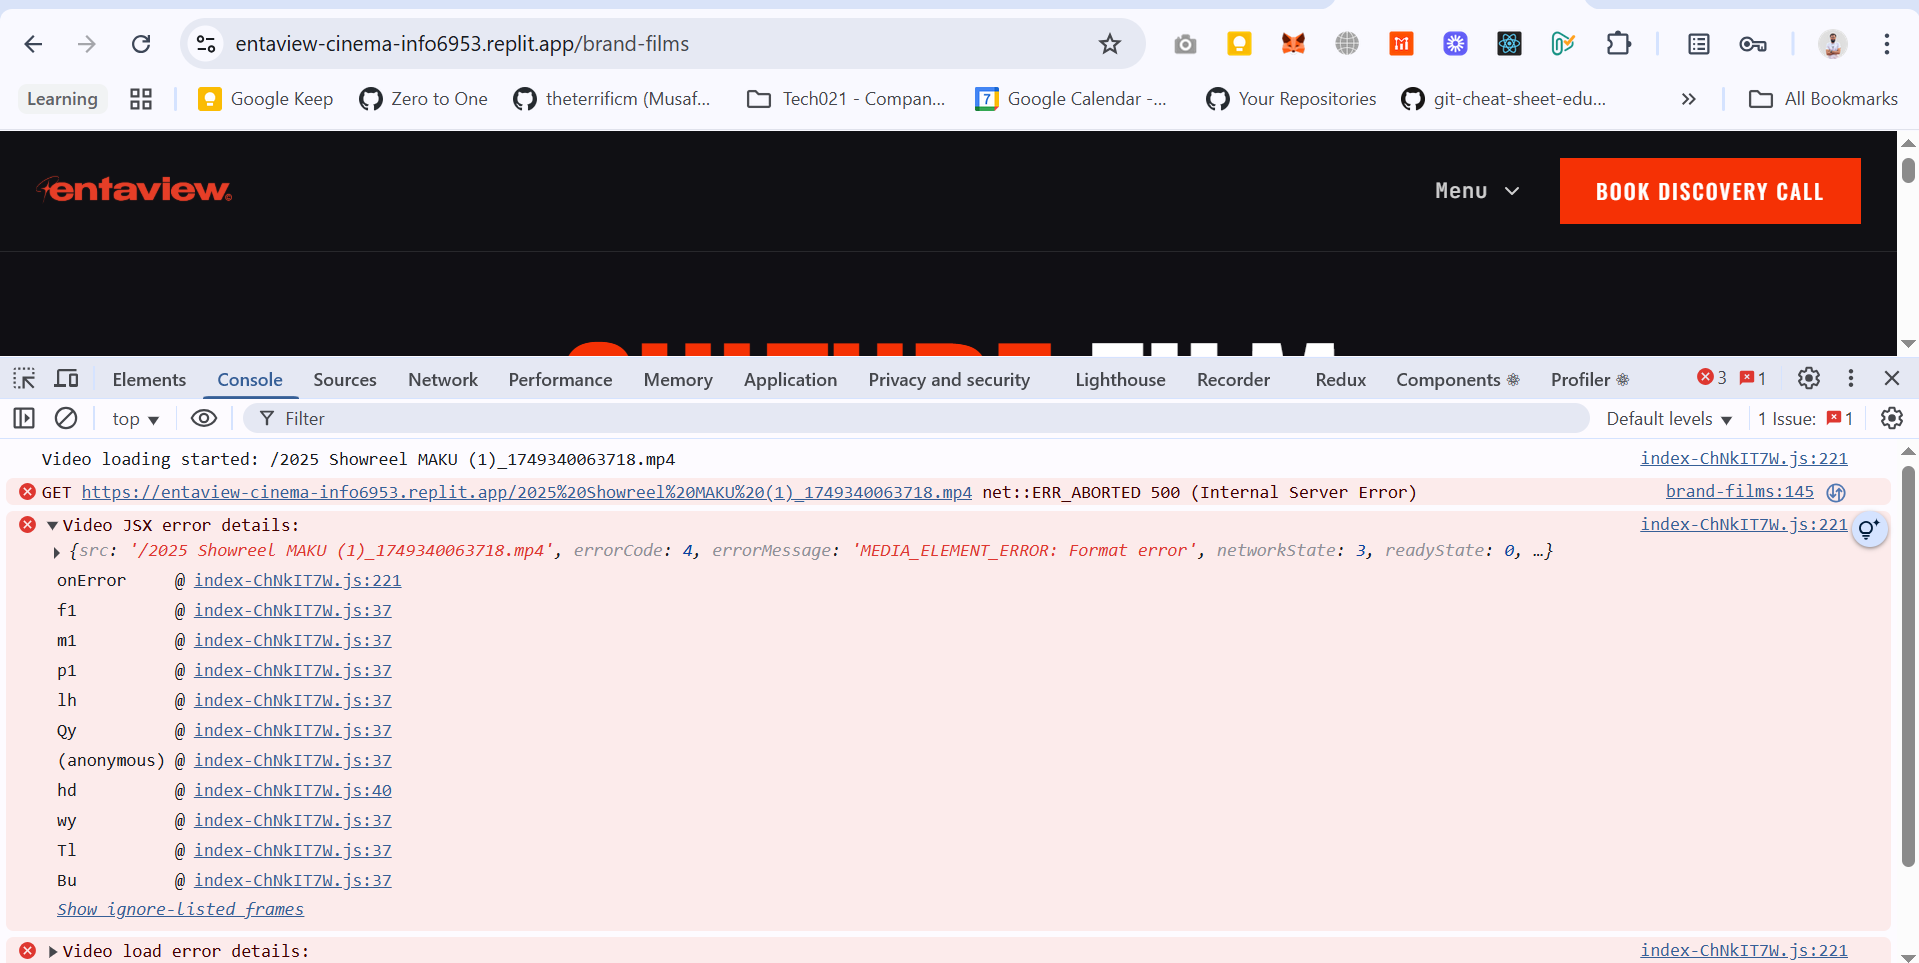 entaview-cinema-info6953.replit.app/brand-films
Learning
Google Keep
Zero to One
theterrificm (Musaf...
Tech021 - Compan...
7
Google Calendar -...
Your Repositories
git-cheat-sheet-edu...
All Bookmarks
entaview
Menu
BOOK DISCOVERY CALL
CULTURE FILM
Elements
Console
Sources
Network
Performance
Memory
Application
Privacy and security
Lighthouse
Recorder
Redux
Components
Profiler
3
1
top
Filter
Default levels
1 Issue: 1
Video loading started: /2025 Showreel MAKU (1)_1749340063718.mp4 index-ChNkIT7W.js:221
GET https://entaview-cinema-info6953.replit.app/2025%20Showreel%20MAKU%20(1)_1749340063718.mp4 net::ERR_ABORTED 500 (Internal Server Error) brand-films:145
Video JSX error details: index-ChNkIT7W.js:221
{src: '/2025 Showreel MAKU (1)_1749340063718.mp4', errorCode: 4, errorMessage: 'MEDIA_ELEMENT_ERROR: Format error', networkState: 3, readyState: 0, …}
onError @ index-ChNkIT7W.js:221
f1 @ index-ChNkIT7W.js:37
m1 @ index-ChNkIT7W.js:37
p1 @ index-ChNkIT7W.js:37
lh @ index-ChNkIT7W.js:37
Qy @ index-ChNkIT7W.js:37
(anonymous) @ index-ChNkIT7W.js:37
hd @ index-ChNkIT7W.js:40
wy @ index-ChNkIT7W.js:37
Tl @ index-ChNkIT7W.js:37
Bu @ index-ChNkIT7W.js:37
Show ignore-listed frames
Video load error details: index-ChNkIT7W.js:221